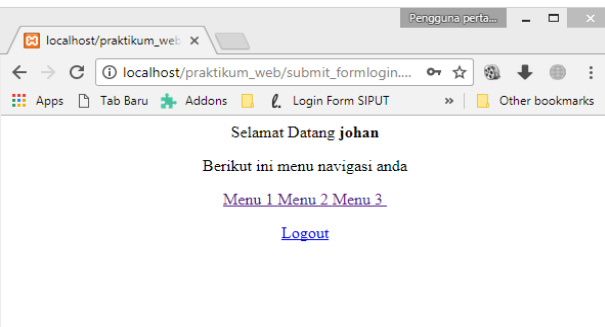 Pengguna perta...
localhost/praktikum_web
localhost/praktikum_web/submit_formlogin....
Apps Tab Baru Addons Login Form SIPUT » Other bookmarks
Selamat Datang johan
Berikut ini menu navigasi anda
Menu 1 Menu 2 Menu 3
Logout